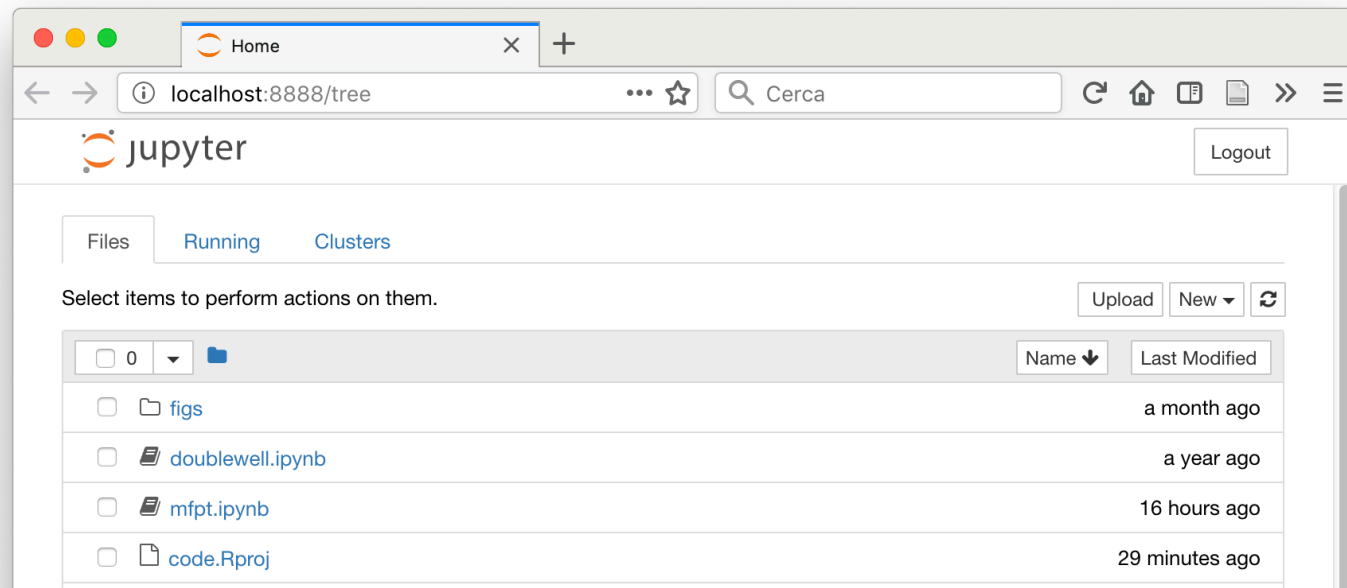 Home
localhost:8888/tree
Cerca
jupyter
Logout
Files Running Clusters
Select items to perform actions on them.
Upload New
0 Name Last Modified
figs a month ago
doublewell.ipynb a year ago
mfpt.ipynb 16 hours ago
code.Rproj 29 minutes ago